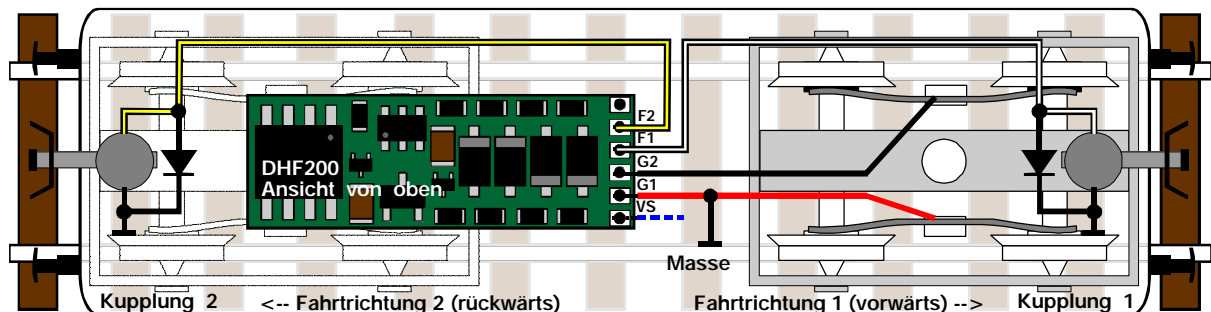 F2
F1
G2
G1
VS
DHF200
Ansicht von oben
Masse
Kupplung 2
<-- Fahrtrichtung 2 (rückwärts)
Fahrtrichtung 1 (vorwärts) -->
Kupplung 1